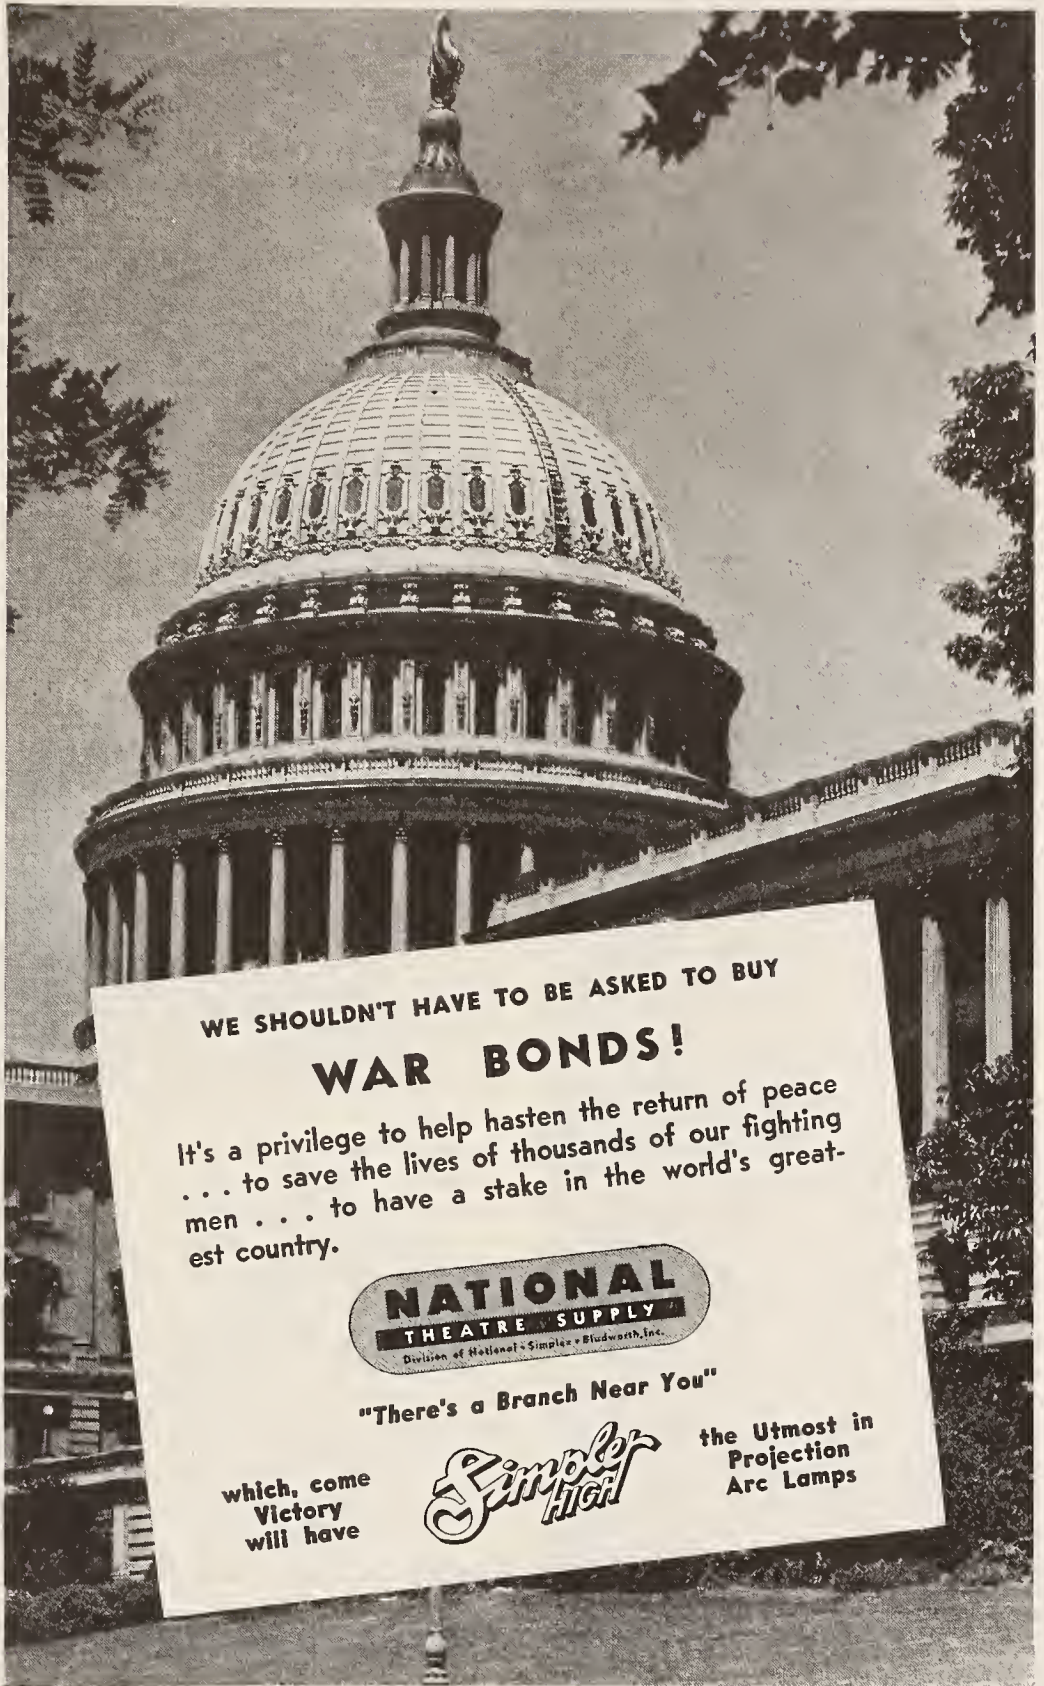 WE SHOULDN'T HAVE TO BE ASKED TO BUY
WAR BONDS!
It's a privilege to help hasten the return of peace
. . . to save the lives of thousands of our fighting
men . . . to have a stake in the world's great-
est country.
NATIONAL
THEATRE SUPPLY
Division of National • Simplex • Bludworth, Inc.
"There's a Branch Near You"
which, come
Victory
will have
Simplex
HIGH
the Utmost in
Projection
Arc Lamps